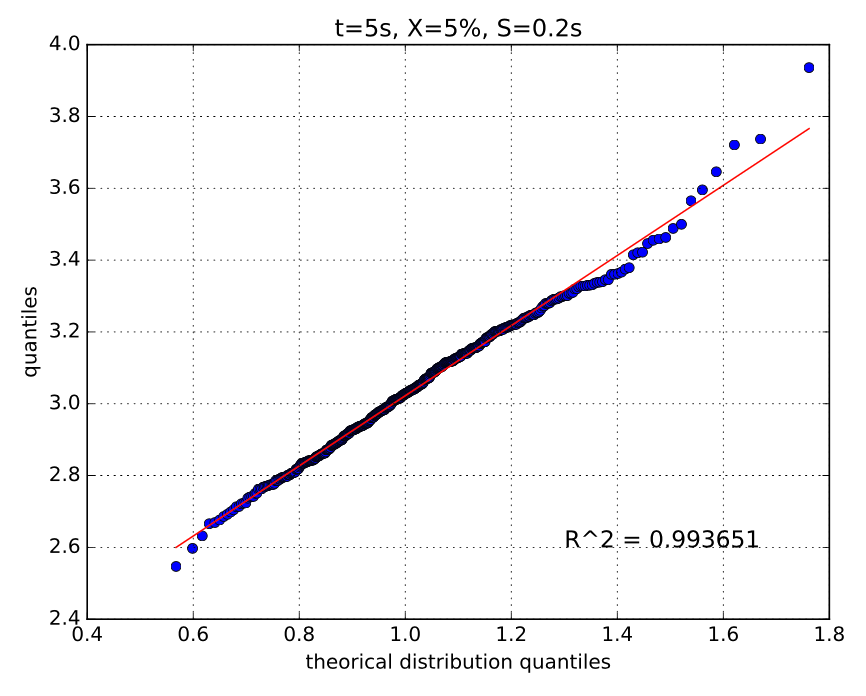 t=5s, X=5%, S=0.2s
4.0
3.8
3.6
3.4
3.2
3.0
2.8
2.6
2.4
quantiles
R^2 = 0.993651
0.4 0.6 0.8 1.0 1.2 1.4 1.6 1.8
theorical distribution quantiles